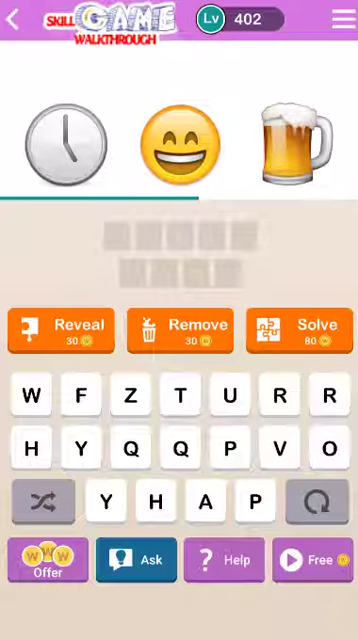 SKILL GAME
WALKTHROUGH
Lv 402
Reveal Remove Solve
30 30 80
W F Z T U R R
H Y Q Q P V O
Y H A P
W W W
Offer Ask Help Free